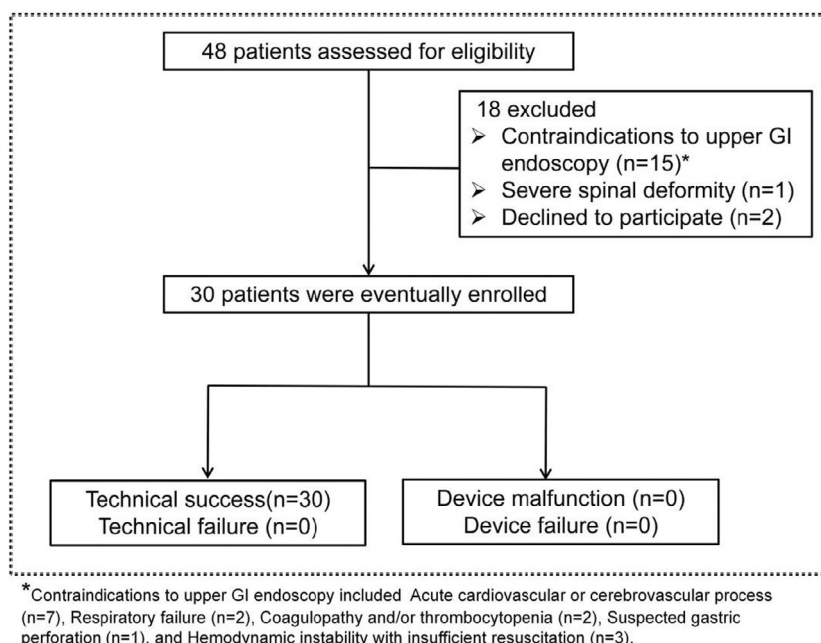 48 patients assessed for eligibility
18 excluded
➢ Contraindications to upper GI
endoscopy (n=15)*
➢ Severe spinal deformity (n=1)
➢ Declined to participate (n=2)
30 patients were eventually enrolled
Technical success(n=30)
Technical failure (n=0)
Device malfunction (n=0)
Device failure (n=0)
*Contraindications to upper GI endoscopy included Acute cardiovascular or cerebrovascular process
(n=7), Respiratory failure (n=2), Coagulopathy and/or thrombocytopenia (n=2), Suspected gastric
perforation (n=1), and Hemodynamic instability with insufficient resuscitation (n=3).